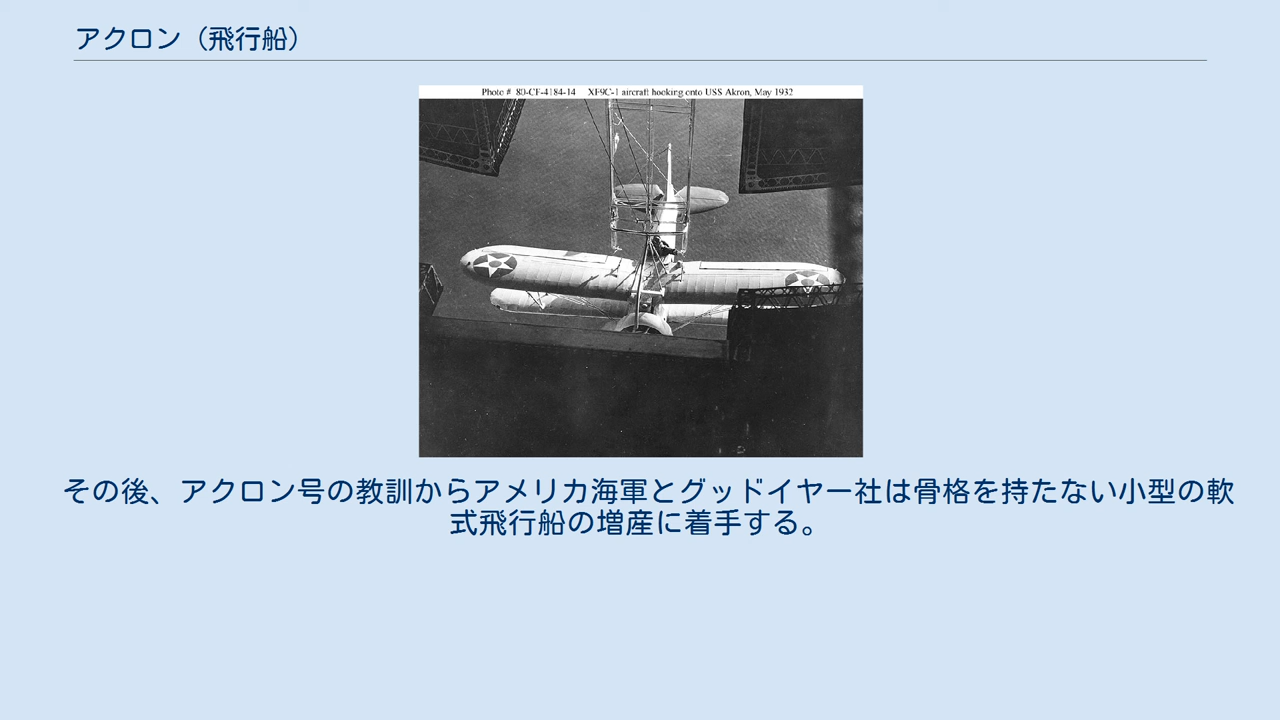 アクロン（飛行船）
Photo # 80-CF-4184-14 XF9C-1 aircraft hooking onto USS Akron, May 1932
その後、アクロン号の教訓からアメリカ海軍とグッドイヤー社は骨格を持たない小型の軟
式飛行船の増産に着手する。